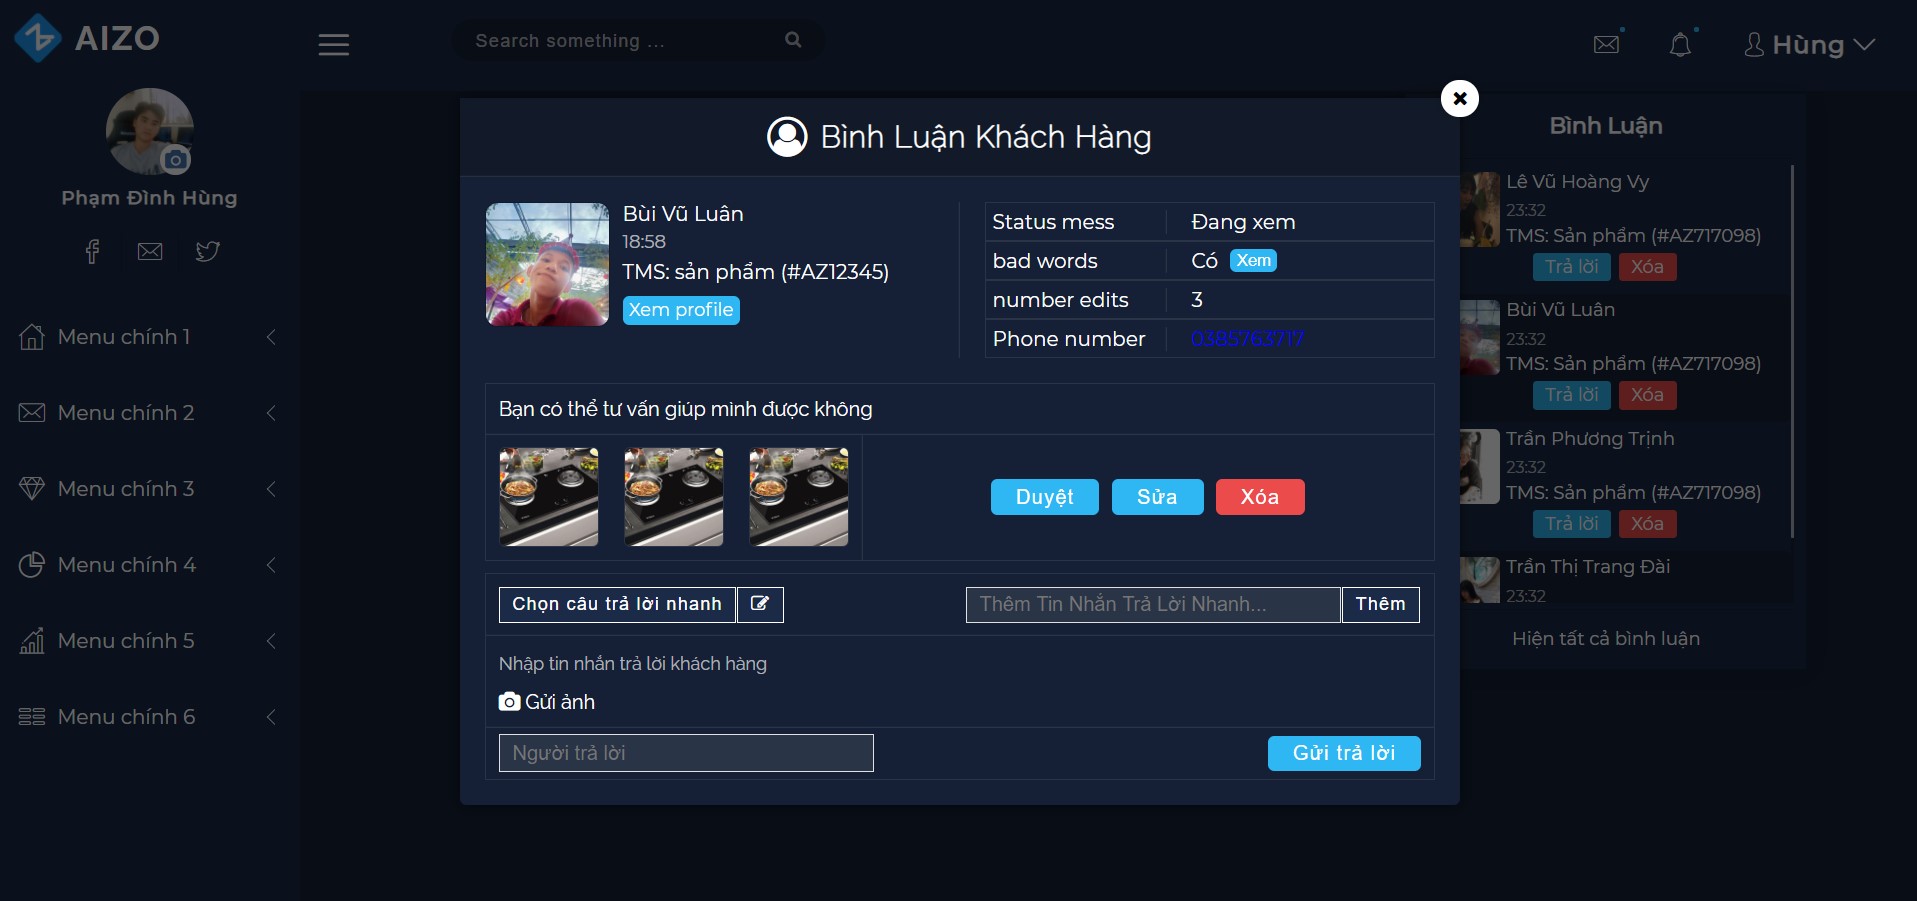 AIZO
Search something ...
Hùng
Phạm Đình Hùng
Menu chính 1
Menu chính 2
Menu chính 3
Menu chính 4
Menu chính 5
Menu chính 6
Bình Luận Khách Hàng
Bùi Vũ Luân
18:58
TMS: sản phẩm (#AZ12345)
Xem profile
Status mess Đang xem
bad words Có Xem
number edits 3
Phone number 0385763717
Bạn có thể tư vấn giúp mình được không
Duyệt Sửa Xóa
Chọn câu trả lời nhanh
Thêm Tin Nhắn Trả Lời Nhanh... Thêm
Nhập tin nhắn trả lời khách hàng
Gửi ảnh
Người trả lời
Gửi trả lời
Bình Luận
Lê Vũ Hoàng Vy
23:32
TMS: Sản phẩm (#AZ717098)
Trả lời Xóa
Bùi Vũ Luân
23:32
TMS: Sản phẩm (#AZ717098)
Trả lời Xóa
Trần Phương Trịnh
23:32
TMS: Sản phẩm (#AZ717098)
Trả lời Xóa
Trần Thị Trang Đài
23:32
Hiện tất cả bình luận